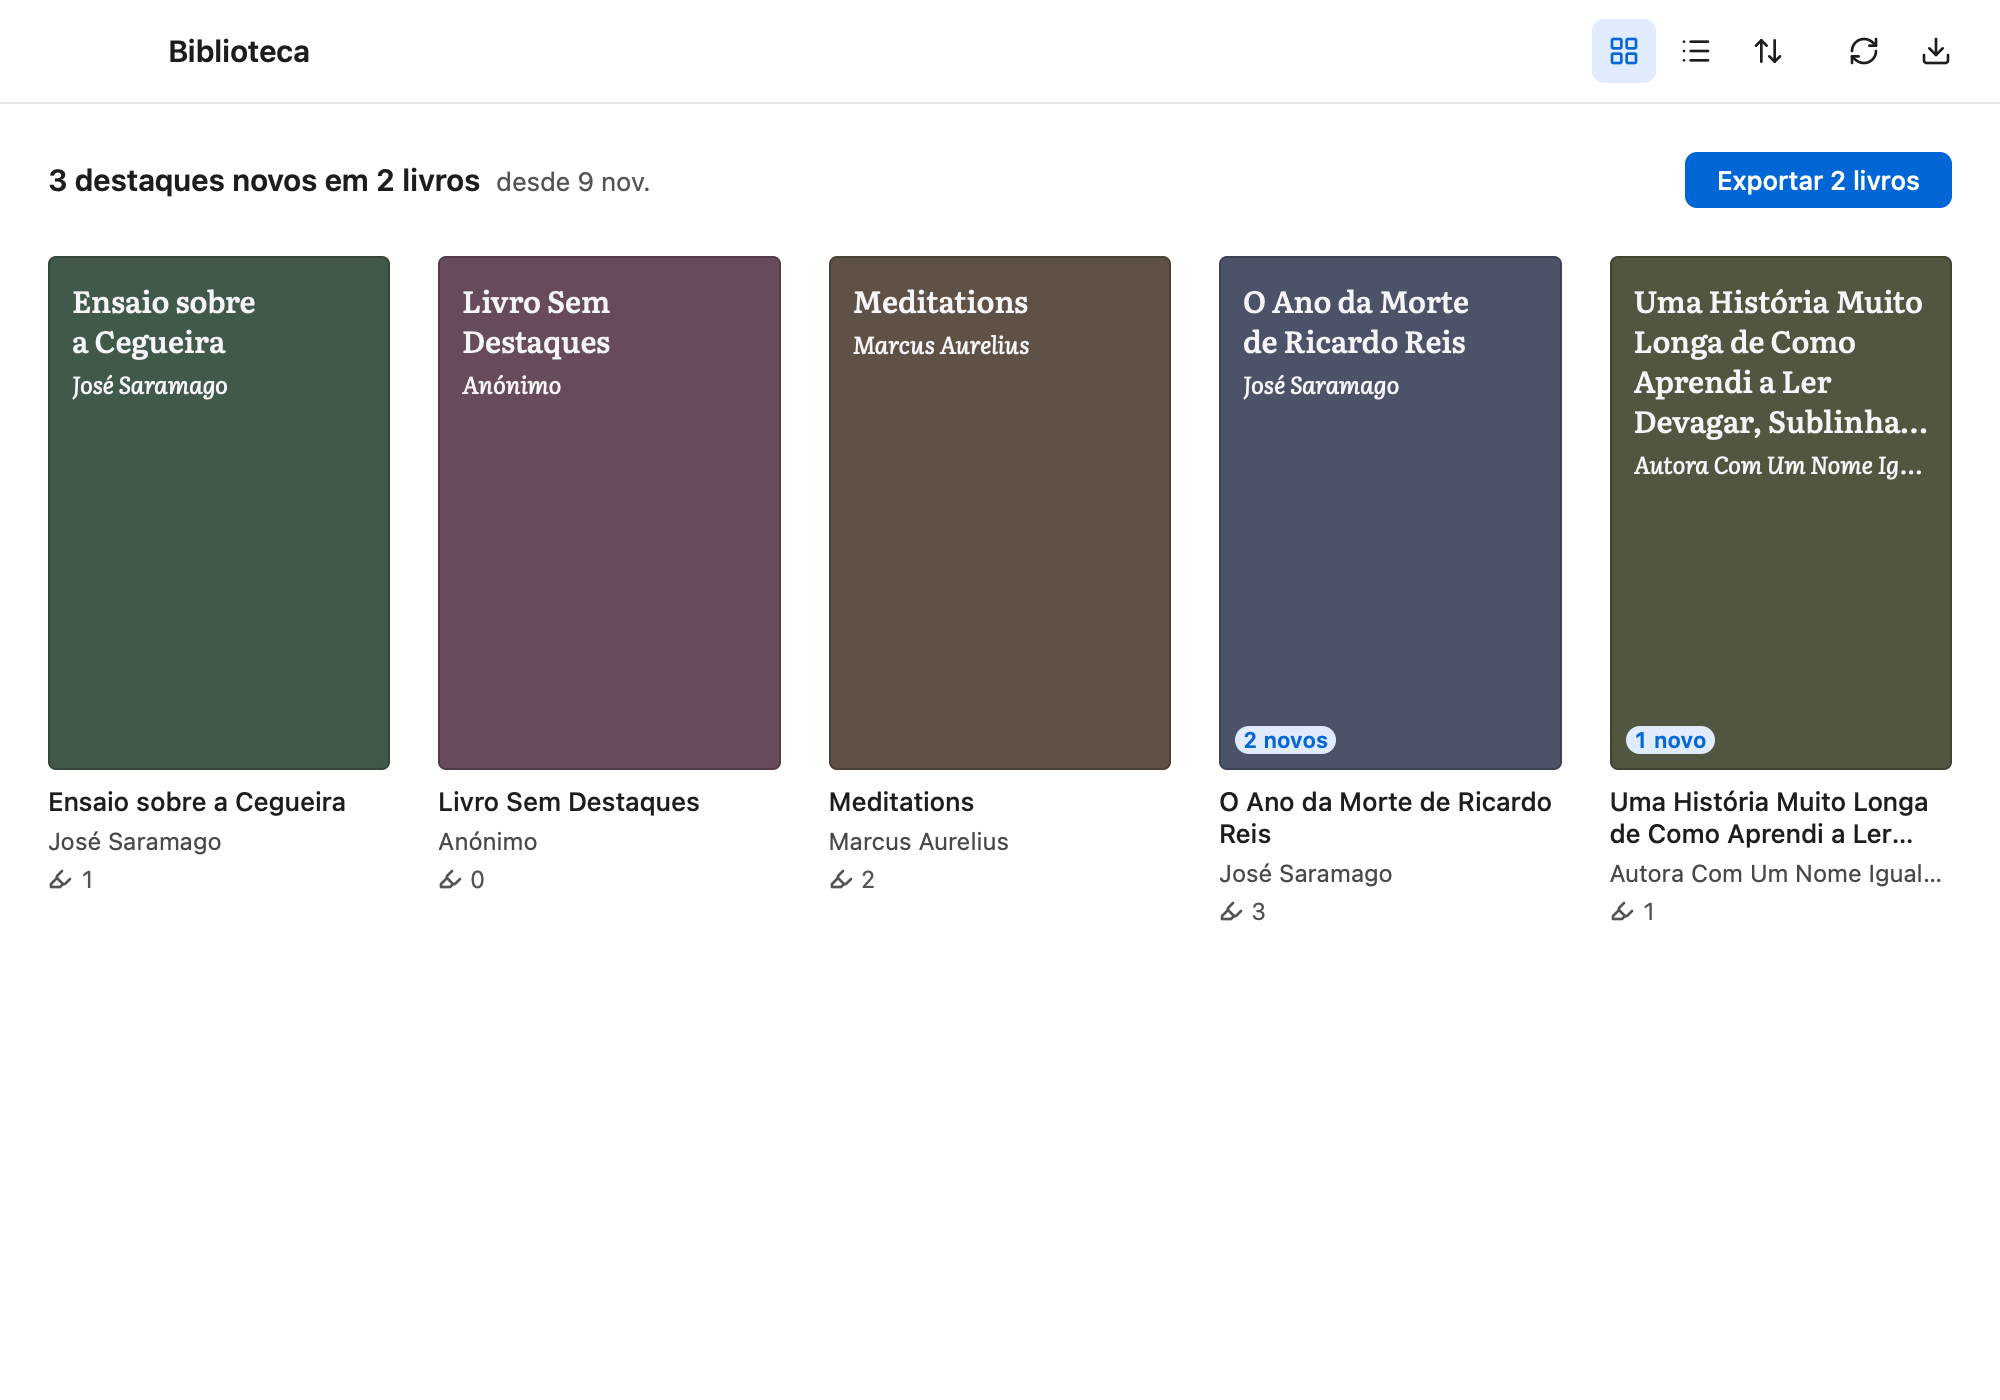 Biblioteca
3 destaques novos em 2 livros desde 9 nov.
Exportar 2 livros
Ensaio sobre
a Cegueira
José Saramago
Livro Sem
Destaques
Anónimo
Meditations
Marcus Aurelius
O Ano da Morte
de Ricardo Reis
José Saramago
2 novos
Uma História Muito
Longa de Como
Aprendi a Ler
Devagar, Sublinha...
Autora Com Um Nome Ig...
1 novo
Ensaio sobre a Cegueira
José Saramago
1
Livro Sem Destaques
Anónimo
0
Meditations
Marcus Aurelius
2
O Ano da Morte de Ricardo
Reis
José Saramago
3
Uma História Muito Longa
de Como Aprendi a Ler...
Autora Com Um Nome Igual...
1